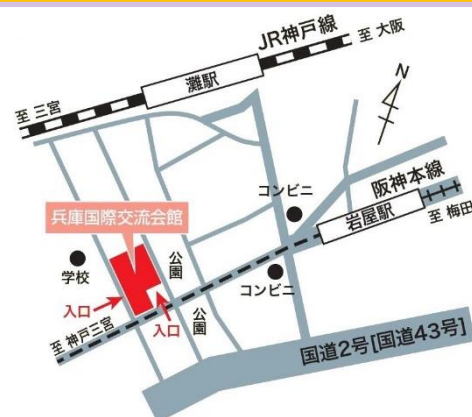 JR神戸線
至 大阪
灘駅
至 三宮
N
阪神本線
コンビニ
岩屋駅
至 梅田
兵庫国際交流会館
公園
学校
コンビニ
入口
入口
公園
至 神戸三宮
国道2号[国道43号]